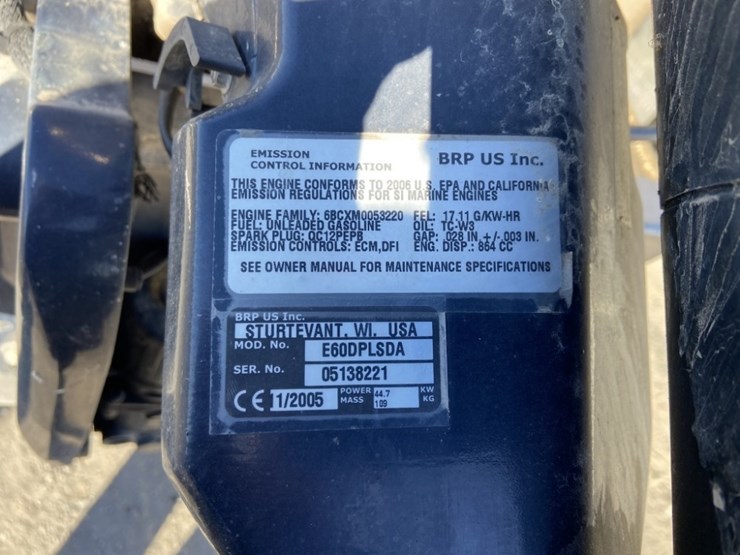 EMISSION
CONTROL INFORMATION
BRP US Inc.
THIS ENGINE CONFORMS TO 2006 U.S. EPA AND CALIFORNIA
EMISSION REGULATIONS FOR SI MARINE ENGINES
ENGINE FAMILY: 6BCXM0053220 FEL: 17.11 G/KW-HR
FUEL: UNLEADED GASOLINE OIL: TC-W3
SPARK PLUG: QC12PEPB GAP: .028 IN. +/-.003 IN.
EMISSION CONTROLS: ECM,DFI ENG. DISP.: 864 CC
SEE OWNER MANUAL FOR MAINTENANCE SPECIFICATIONS
BRP US Inc.
STURTEVANT, WI. USA
MOD. No. E60DPLSDA
SER. No. 05138221
CE 11/2005 POWER 44.7 KW
MASS 109 KG